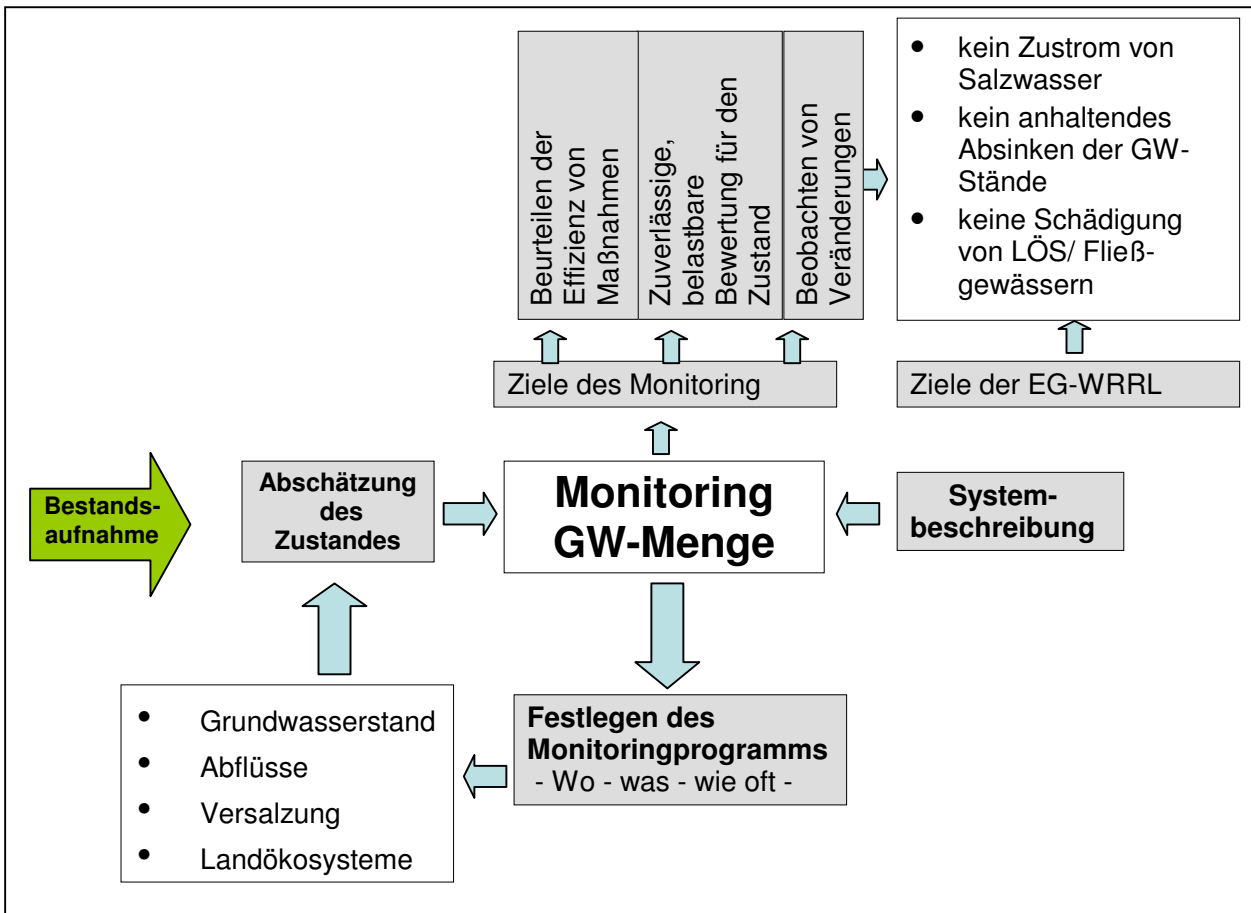 Beurteilen der
Effizienz von
Maßnahmen
Zuverlässige,
belastbare
Bewertung für den
Zustand
Beobachten von
Veränderungen
• kein Zustrom von
Salzwasser
• kein anhaltendes
Absinken der GW-
Stände
• keine Schädigung
von LÖS/ Fließ-
gewässern
Ziele des Monitoring
Ziele der EG-WRRL
Bestands-
aufnahme
Abschätzung
des
Zustandes
Monitoring
GW-Menge
System-
beschreibung
• Grundwasserstand
• Abflüsse
• Versalzung
• Landökosysteme
Festlegen des
Monitoringprogramms
- Wo - was - wie oft -